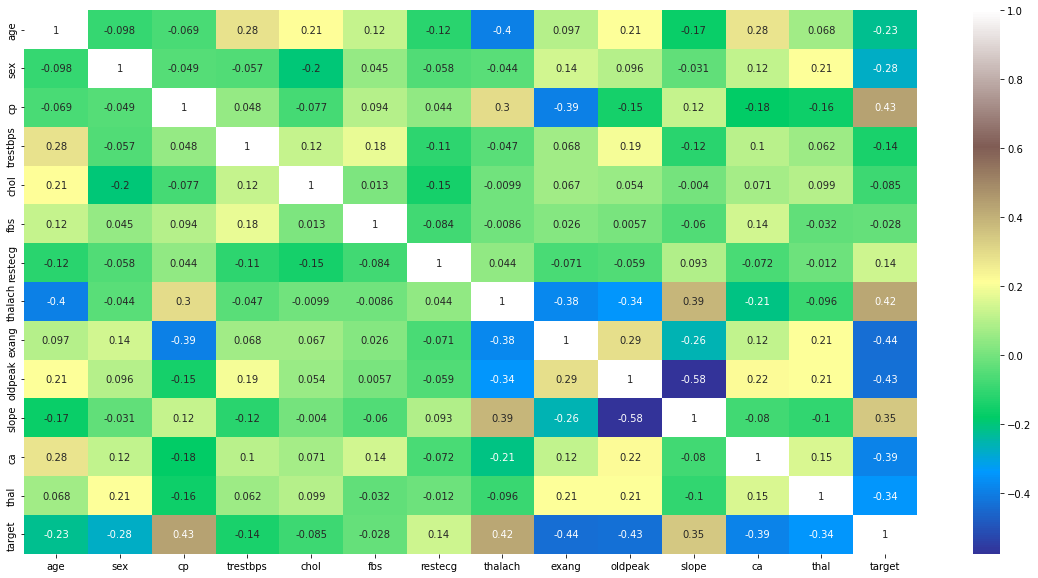 age 1 -0.098 -0.069 0.28 0.21 0.12 -0.12 -0.4 0.097 0.21 -0.17 0.28 0.068 -0.23
sex -0.098 1 -0.049 -0.057 -0.2 0.045 -0.058 -0.044 0.14 0.096 -0.031 0.12 0.21 -0.28
cp -0.069 -0.049 1 0.048 -0.077 0.094 0.044 0.3 -0.39 -0.15 0.12 -0.18 -0.16 0.43
trestbps 0.28 -0.057 0.048 1 0.12 0.18 -0.11 -0.047 0.068 0.19 -0.12 0.1 0.062 -0.14
chol 0.21 -0.2 -0.077 0.12 1 0.013 -0.15 -0.0099 0.067 0.054 -0.004 0.071 0.099 -0.085
fbs 0.12 0.045 0.094 0.18 0.013 1 -0.084 -0.0086 0.026 0.0057 -0.06 0.14 -0.032 -0.028
restecg -0.12 -0.058 0.044 -0.11 -0.15 -0.084 1 0.044 -0.071 -0.059 0.093 -0.072 -0.012 0.14
thalach -0.4 -0.044 0.3 -0.047 -0.0099 -0.0086 0.044 1 -0.38 -0.34 0.39 -0.21 -0.096 0.42
exang 0.097 0.14 -0.39 0.068 0.067 0.026 -0.071 -0.38 1 0.29 -0.26 0.12 0.21 -0.44
oldpeak 0.21 0.096 -0.15 0.19 0.054 0.0057 -0.059 -0.34 0.29 1 -0.58 0.22 0.21 -0.43
slope -0.17 -0.031 0.12 -0.12 -0.004 -0.06 0.093 0.39 -0.26 -0.58 1 -0.08 -0.1 0.35
ca 0.28 0.12 -0.18 0.1 0.071 0.14 -0.072 -0.21 0.12 0.22 -0.08 1 0.15 -0.39
thal 0.068 0.21 -0.16 0.062 0.099 -0.032 -0.012 -0.096 0.21 0.21 -0.1 0.15 1 -0.34
target -0.23 -0.28 0.43 -0.14 -0.085 -0.028 0.14 0.42 -0.44 -0.43 0.35 -0.39 -0.34 1
age sex cp trestbps chol fbs restecg thalach exang oldpeak slope ca thal target
1.0
0.8
0.6
0.4
0.2
0.0
−0.2
−0.4